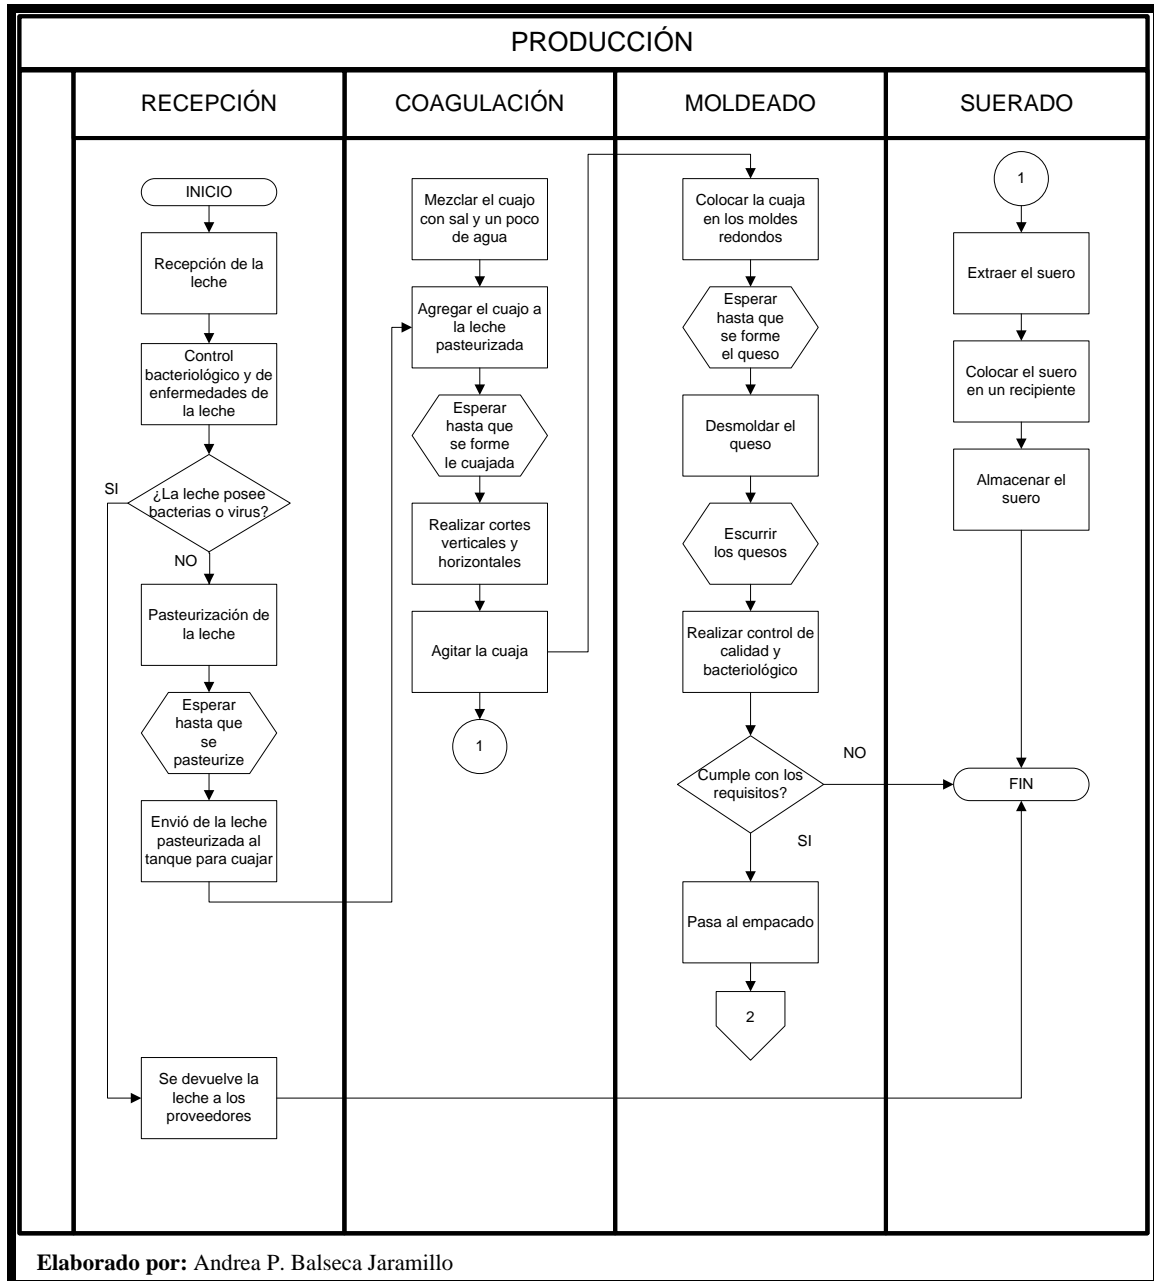 PRODUCCIÓN
RECEPCIÓN
COAGULACIÓN
MOLDEADO
SUERADO
INICIO
Recepción de la
leche
Control
bacteriológico y de
enfermedades de
la leche
¿La leche posee
bacterias o virus?
SI
NO
Pasteurización de
la leche
Esperar
hasta que
se
pasteurize
Envió de la leche
pasteurizada al
tanque para cuajar
Se devuelve la
leche a los
proveedores
Mezclar el cuajo
con sal y un poco
de agua
Agregar el cuajo a
la leche
pasteurizada
Esperar
hasta que
se forme
le cuajada
Realizar cortes
verticales y
horizontales
Agitar la cuaja
1
Colocar la cuaja
en los moldes
redondos
Esperar
hasta que
se forme
el queso
Desmoldar el
queso
Escurrir
los quesos
Realizar control de
calidad y
bacteriológico
Cumple con los
requisitos?
NO
SI
Pasa al empacado
2
1
Extraer el suero
Colocar el suero
en un recipiente
Almacenar el
suero
FIN
Elaborado por: Andrea P. Balseca Jaramillo